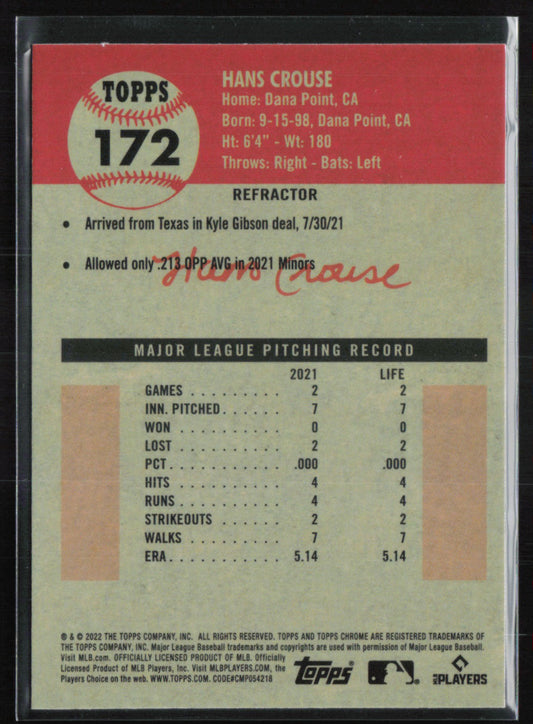 TOPPS
172
HANS CROUSE
Home: Dana Point, CA
Born: 9-15-98, Dana Point, CA
Ht: 6'4" - Wt: 180
Throws: Right - Bats: Left
REFRACTOR
• Arrived from Texas in Kyle Gibson deal, 7/30/21
• Allowed only .213 OPP AVG in 2021 Minors
Hans Crouse
MAJOR LEAGUE PITCHING RECORD
2021 LIFE
GAMES . . . . . . . . . 2 2
INN. PITCHED. . . . . . 7 7
WON . . . . . . . . . . 0 0
LOST . . . . . . . . . . 2 2
PCT. . . . . . . . . . . .000 .000
HITS . . . . . . . . . . 4 4
RUNS . . . . . . . . . . 4 4
STRIKEOUTS . . . . . . 2 2
WALKS . . . . . . . . . 7 7
ERA . . . . . . . . . . . 5.14 5.14
® & © 2022 THE TOPPS COMPANY, INC. ALL RIGHTS RESERVED. TOPPS AND TOPPS CHROME ARE REGISTERED TRADEMARKS OF
THE TOPPS COMPANY, INC. Major League Baseball trademarks and copyrights are used with permission of Major League Baseball.
Visit MLB.com. OFFICIALLY LICENSED PRODUCT OF MLB. Officially
Licensed Product of MLB Players, Inc. Visit MLBPLAYERS.COM, the
Players Choice on the web. WWW.TOPPS.COM. CODE#CMP054218
Topps
MLB PLAYERS